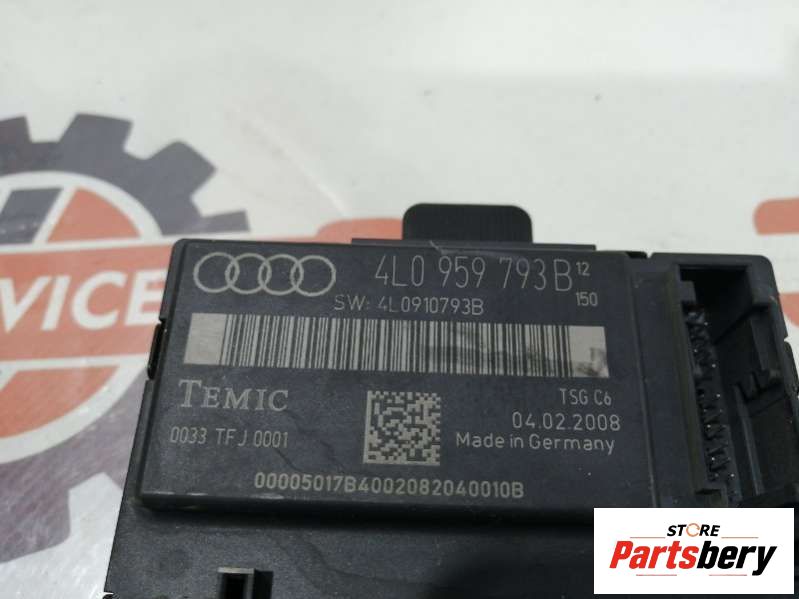 SERVICE
VICE
4L0 959 793 B 12
150
SW: 4L0910793B
TEMIC
TSG C6
04.02.2008
0033 TFJ 0001
Made in Germany
00005017B4002082040010B
STORE
Partsbery